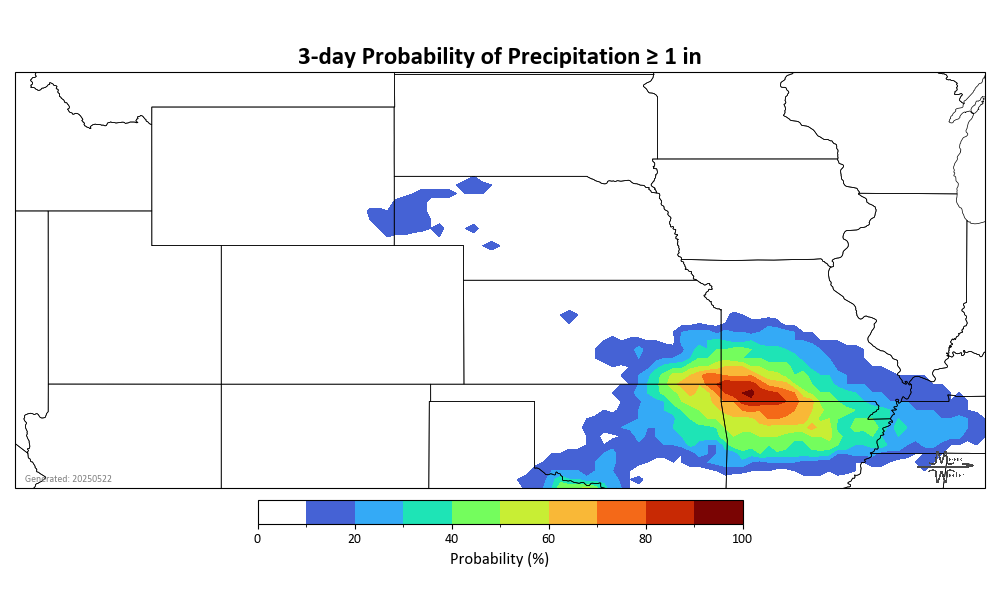 3-day Probability of Precipitation ≥ 1 in
Generated: 20250522
0 20 40 60 80 100
Probability (%)